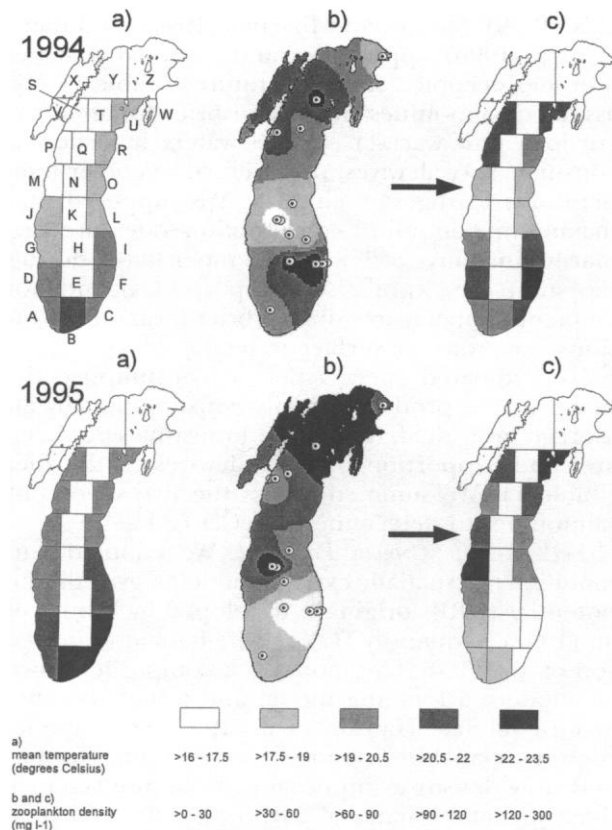 a) b) c)
1994
X Y Z
S
V T U W
P Q R
M N O
J K L
G H I
D E F
A B C
a) b) c)
1995
a)
mean temperature
(degrees Celsius) >16 - 17.5 >17.5 - 19 >19 - 20.5 >20.5 - 22 >22 - 23.5
b and c)
zooplankton density
(mg l-1) >0 - 30 >30 - 60 >60 - 90 >90 - 120 >120 - 300